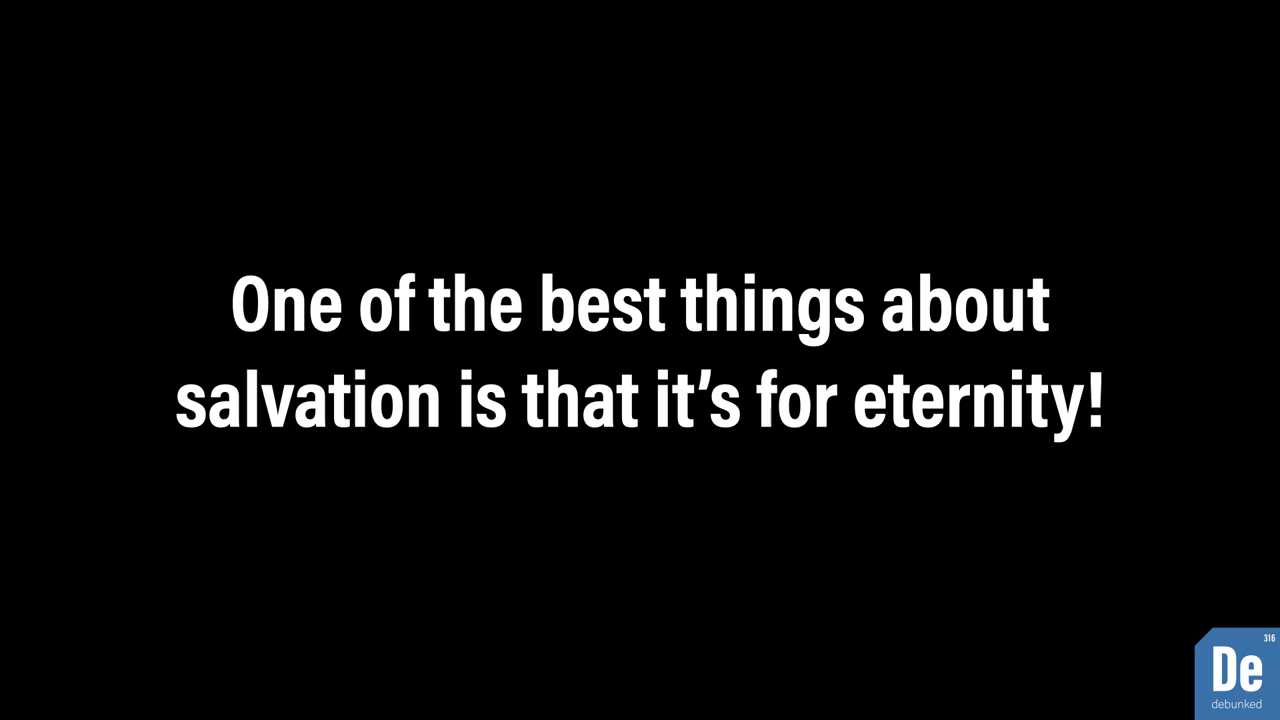 One of the best things about
salvation is that it’s for eternity!
316
De
debunked